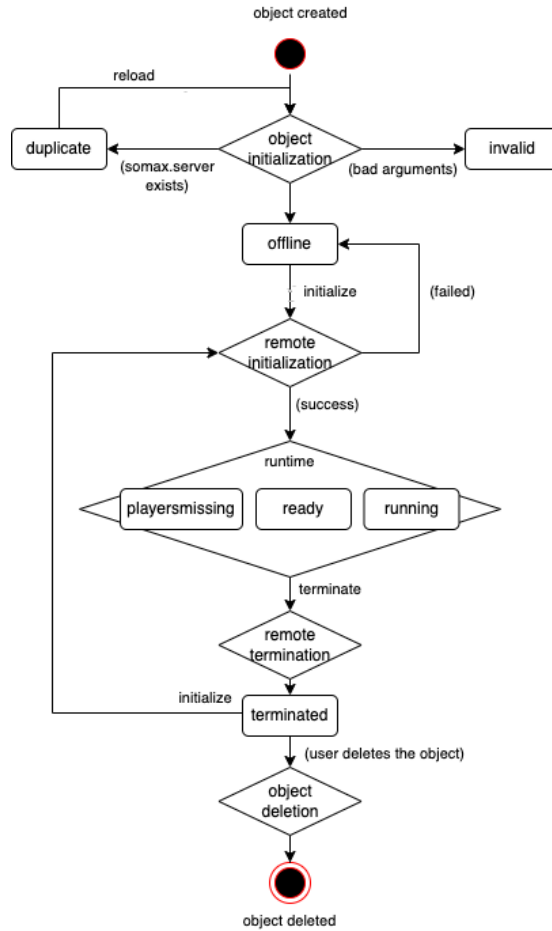 object created
reload
duplicate
object
initialization
invalid
(somax.server
exists)
(bad arguments)
offline
initialize
(failed)
remote
initialization
(success)
runtime
playersmissing
ready
running
terminate
remote
termination
initialize
terminated
(user deletes the object)
object
deletion
object deleted